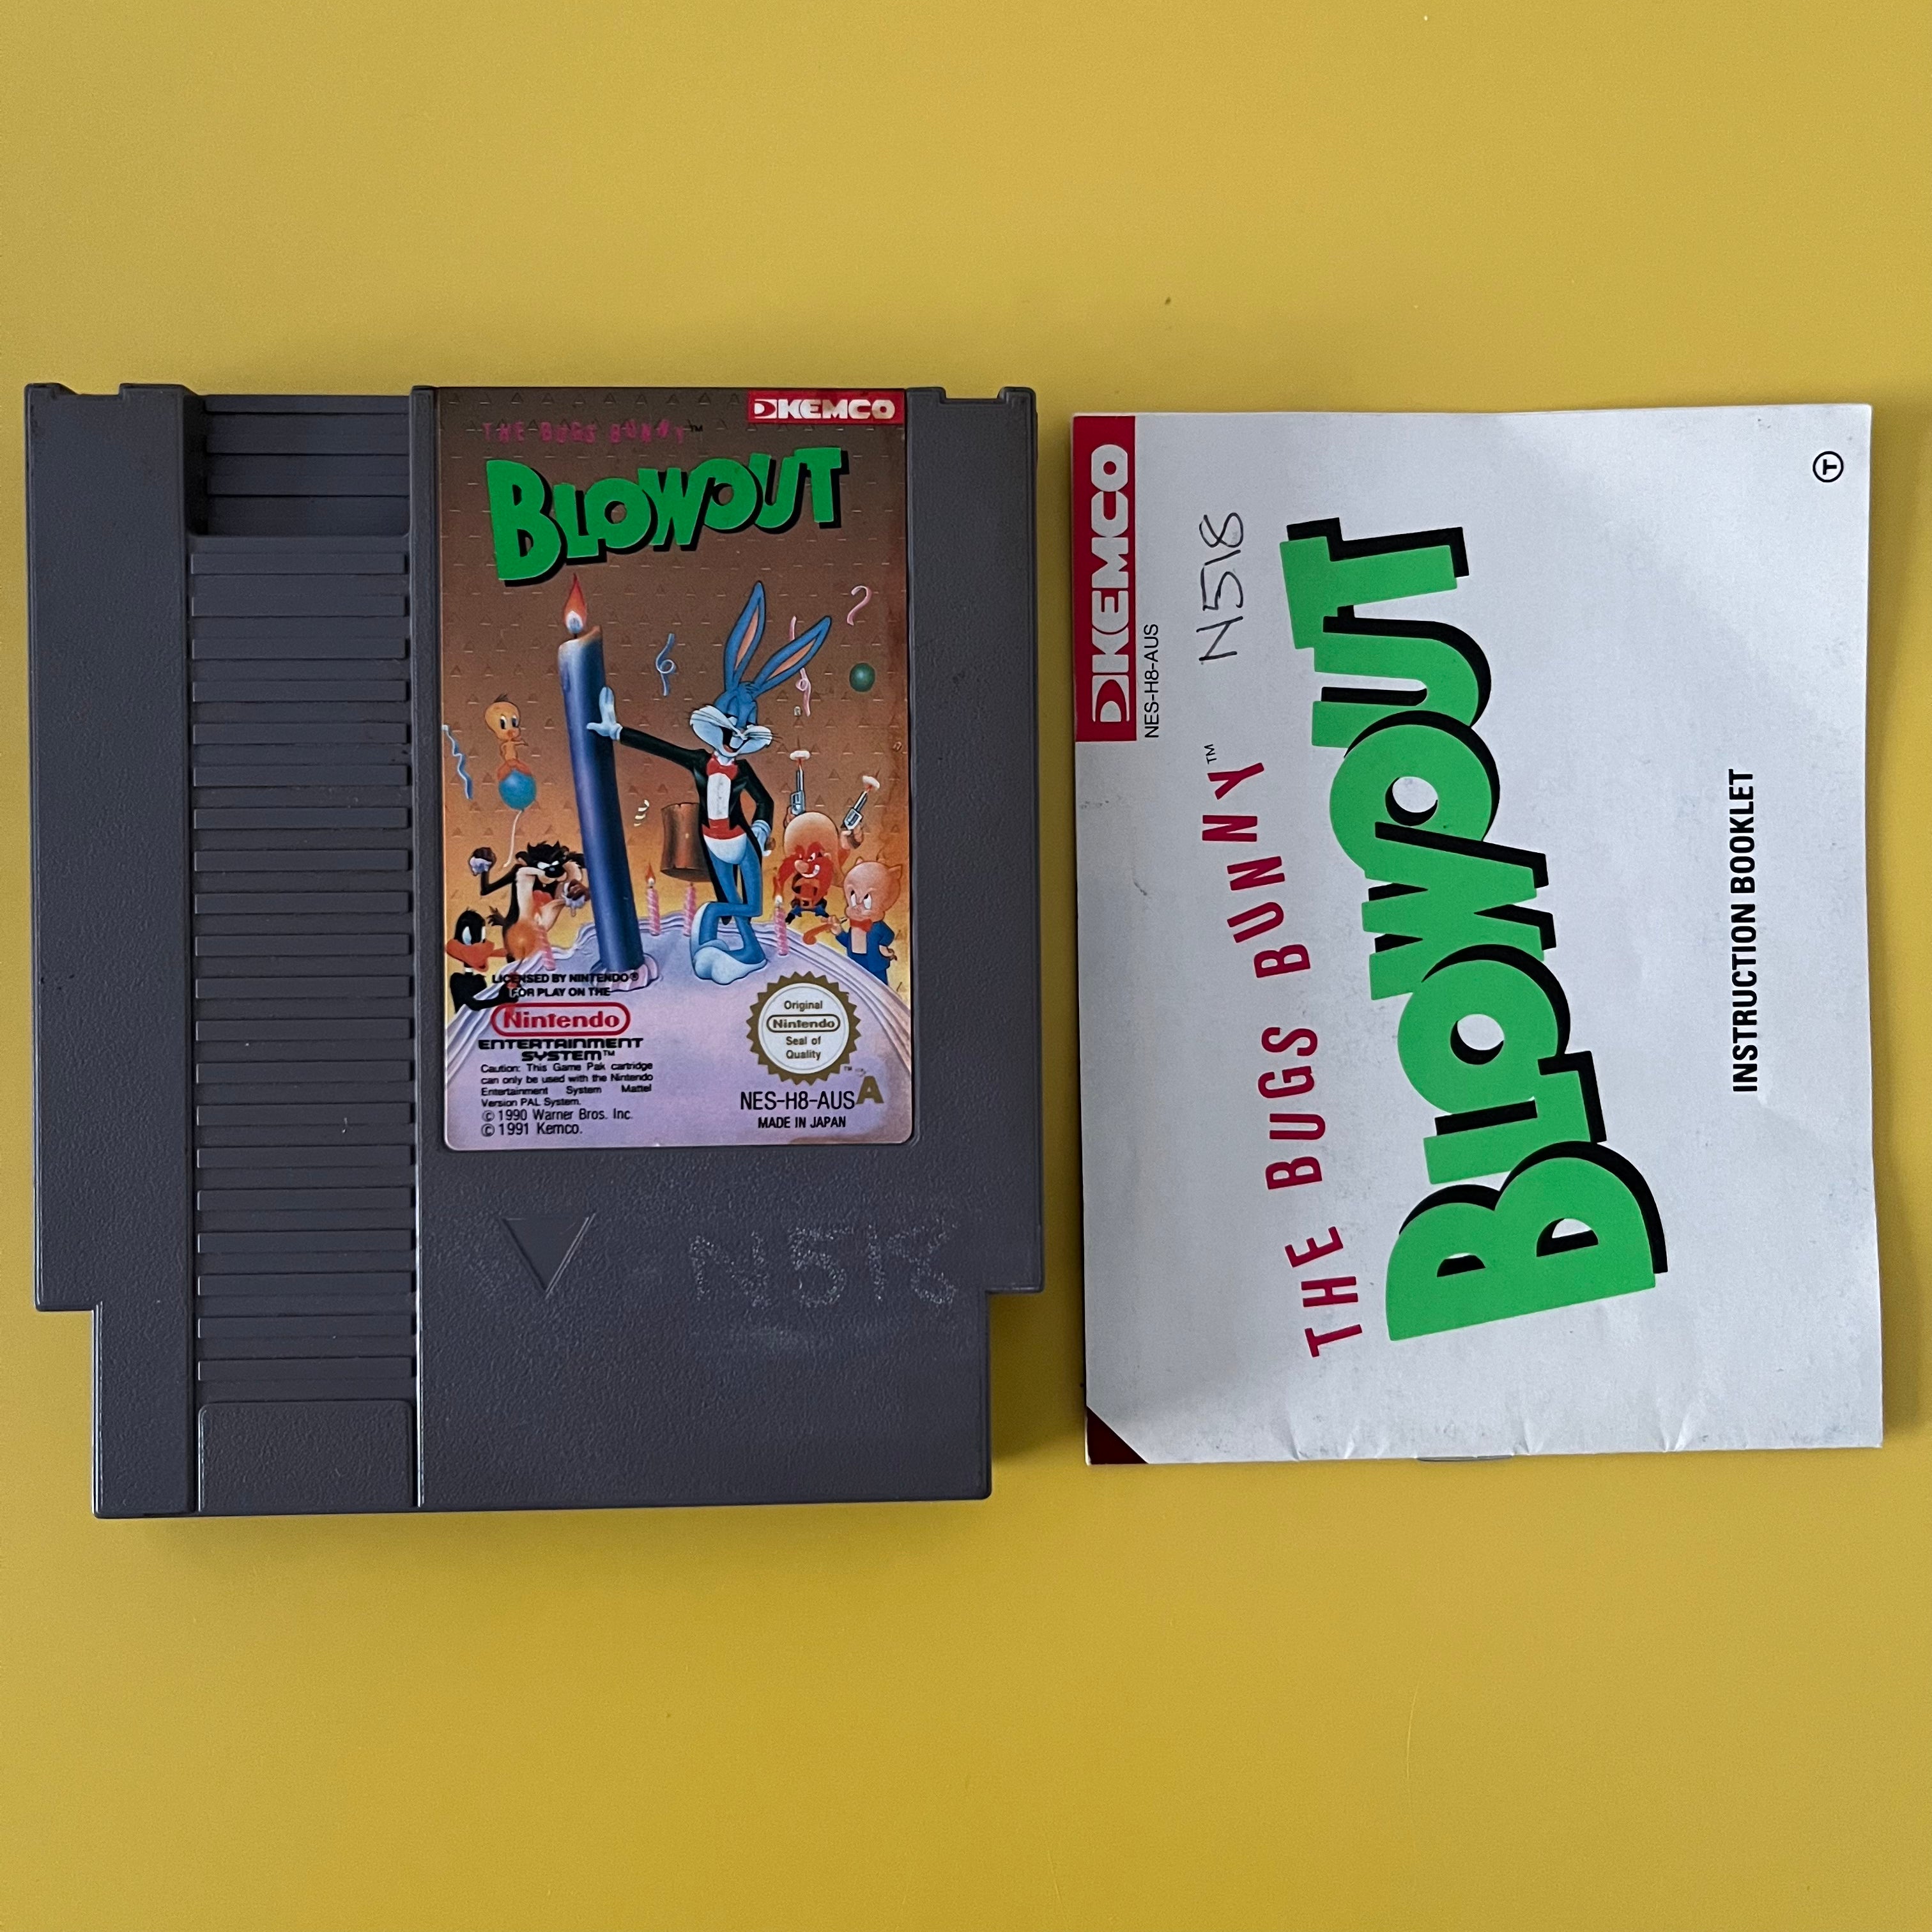 KEMCO
THE BUGS BUNNY™
BLOWOUT
LICENSED BY NINTENDO®
FOR PLAY ON THE
Nintendo
ENTERTAINMENT
SYSTEM™
Caution: This Game Pak cartridge
can only be used with the Nintendo
Entertainment System Mattel
Version PAL System.
© 1990 Warner Bros. Inc.
© 1991 Kemco.
Original
Nintendo
Seal of
Quality
™
NES-H8-AUS A
MADE IN JAPAN
N518
KEMCO
NES-H8-AUS
N518
THE BUGS BUNNY™
BLOWOUT
INSTRUCTION BOOKLET
T